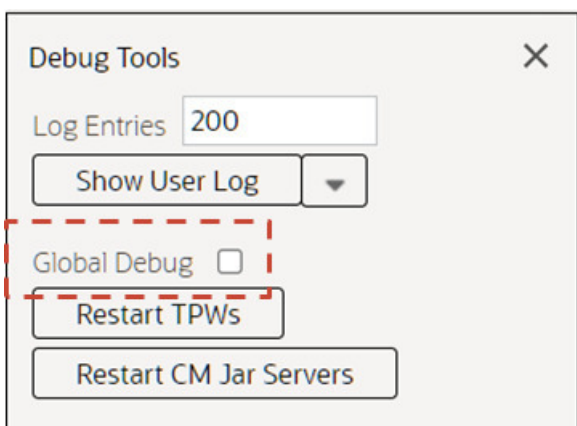 Debug Tools
Log Entries 200
Show User Log
Global Debug
Restart TPWs
Restart CM Jar Servers